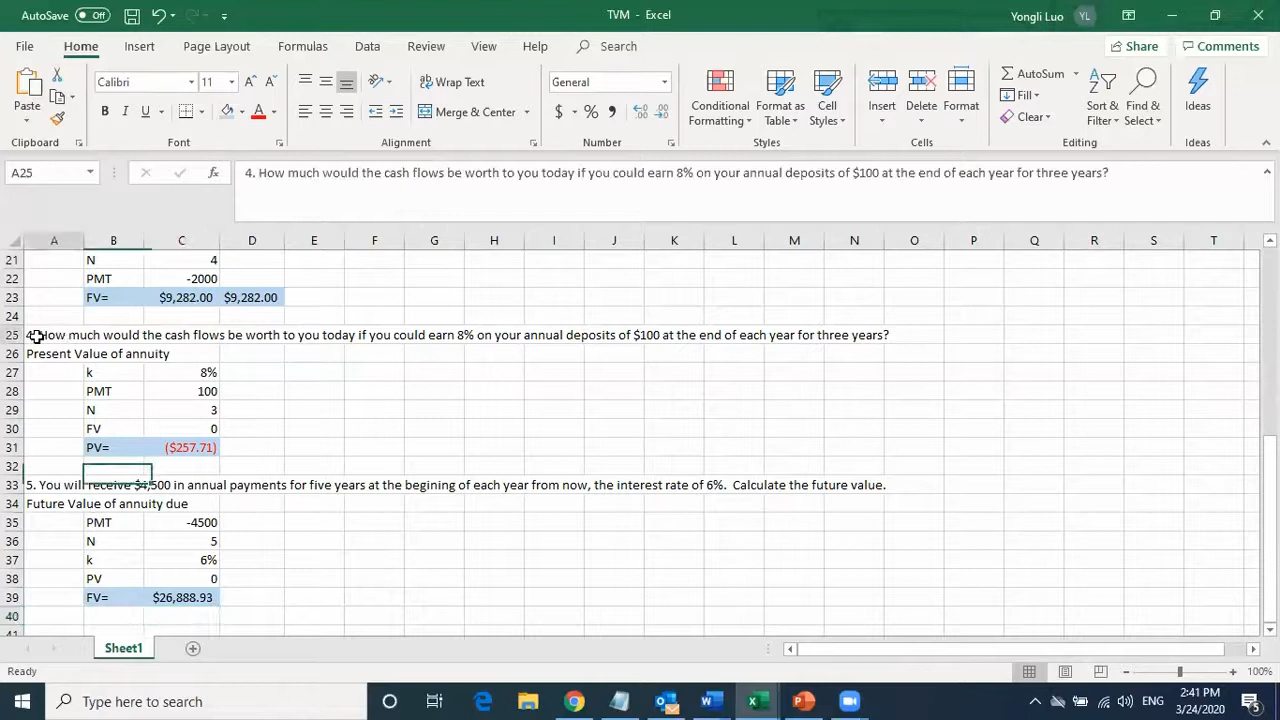 AutoSave Off
TVM - Excel
Yongli Luo YL
File Home Insert Page Layout Formulas Data Review View Help Search
Share Comments
Paste
Calibri 11
Wrap Text
Merge & Center
General
$ % ,
Conditional Formatting
Format as Table
Cell Styles
Insert Delete Format
AutoSum
Fill
Clear
Sort & Filter
Find & Select
Ideas
Clipboard Font Alignment Number Styles Cells Editing Ideas
A25 fx 4. How much would the cash flows be worth to you today if you could earn 8% on your annual deposits of $100 at the end of each year for three years?
A B C D E F G H I J K L M N O P Q R S T
21 N 4
22 PMT -2000
23 FV= $9,282.00 $9,282.00
24
25 4. How much would the cash flows be worth to you today if you could earn 8% on your annual deposits of $100 at the end of each year for three years?
26 Present Value of annuity
27 k 8%
28 PMT 100
29 N 3
30 FV 0
31 PV= ($257.71)
32
33 5. You will receive $4,500 in annual payments for five years at the begining of each year from now, the interest rate of 6%. Calculate the future value.
34 Future Value of annuity due
35 PMT -4500
36 N 5
37 k 6%
38 PV 0
39 FV= $26,888.93
40
41
Sheet1
Ready
100%
Type here to search
ENG
2:41 PM
3/24/2020
5